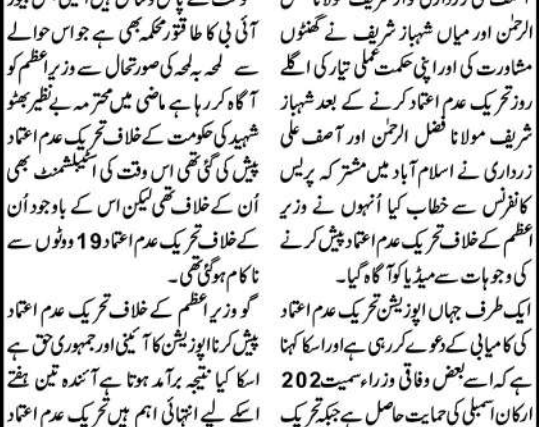 الرحمٰن اور میاں شہباز شریف نے گھنٹوں
مشاورت کی اور اپنی حکمت عملی تیار کی اگلے
روز تحریک عدم اعتماد کرنے کے بعد شہباز
شریف مولانا فضل الرحمٰن اور آصف علی
زرداری نے اسلام آباد میں مشترکہ پریس
کانفرنس سے خطاب کیا اُنہوں نے وزیر
اعظم کے خلاف تحریک عدم اعتماد پیش کرنے
کی وجوہات سے میڈیا کو آگاہ گیا۔
ایک طرف جہاں اپوزیشن تحریک عدم اعتماد
کی کامیابی کے دعوے کر رہی ہے اور اسکا کہنا
ہے کہ اسے بعض وفاقی وزراء سمیت 202
ارکان اسمبلی کی حمایت حاصل ہے جبکہ تحریک
آئی بی کا طاقتور محکمہ بھی ہے جو اس حوالے
سے لمحہ بہ لمحہ کی صورتحال سے وزیراعظم کو
آگاہ کر رہا ہے ماضی میں محترمہ بے نظیر بھٹو
شہید کی حکومت کے خلاف تحریک عدم اعتماد
پیش کی گئی تھی اس وقت کی اسٹیبلشمنٹ بھی
اُن کے خلاف تھی لیکن اس کے باوجود اُن
کے خلاف تحریک عدم اعتماد 19 ووٹوں سے
ناکام ہوگئی تھی۔
گو وزیراعظم کے خلاف تحریک عدم اعتماد
پیش کرنا اپوزیشن کا آئینی اور جمہوری حق ہے
اسکا کیا نتیجہ برآمد ہوتا ہے آئندہ تین ہفتے
اسکے لیے انتہائی اہم ہیں تحریک عدم اعتماد